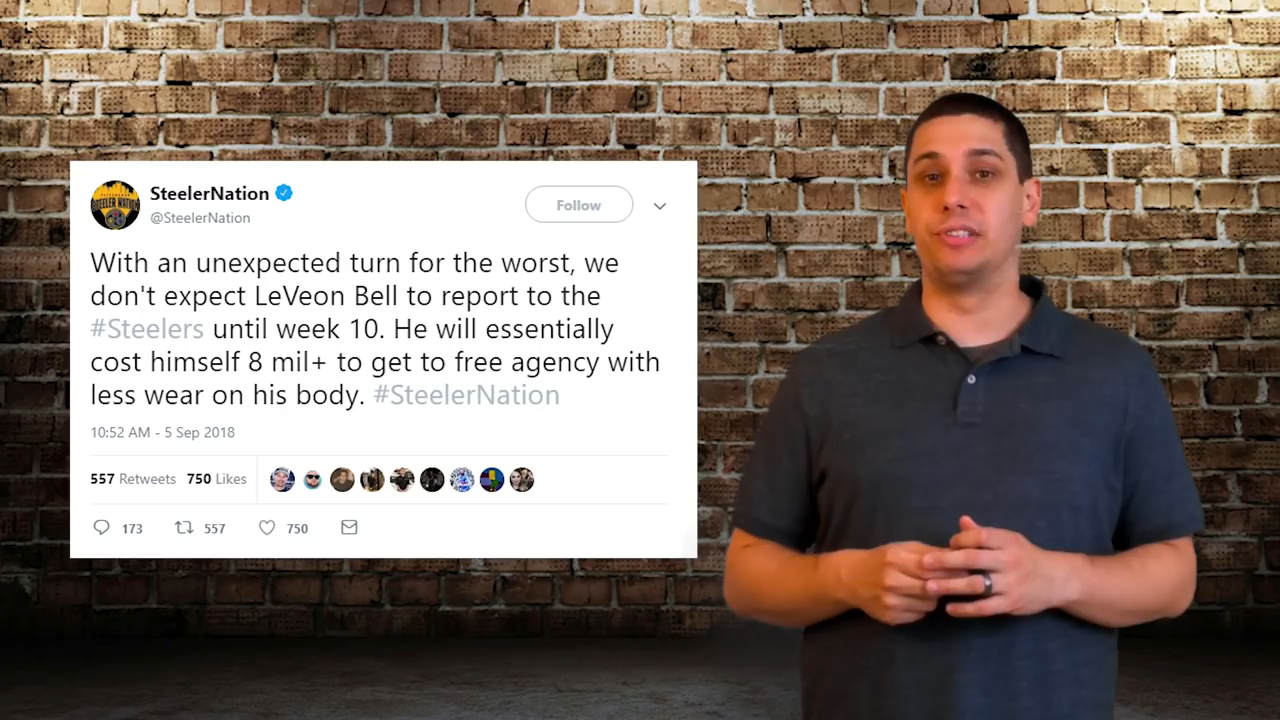 SteelerNation
@SteelerNation
Follow
With an unexpected turn for the worst, we
don't expect LeVeon Bell to report to the
#Steelers until week 10. He will essentially
cost himself 8 mil+ to get to free agency with
less wear on his body. #SteelerNation
10:52 AM - 5 Sep 2018
557 Retweets 750 Likes
173 557 750